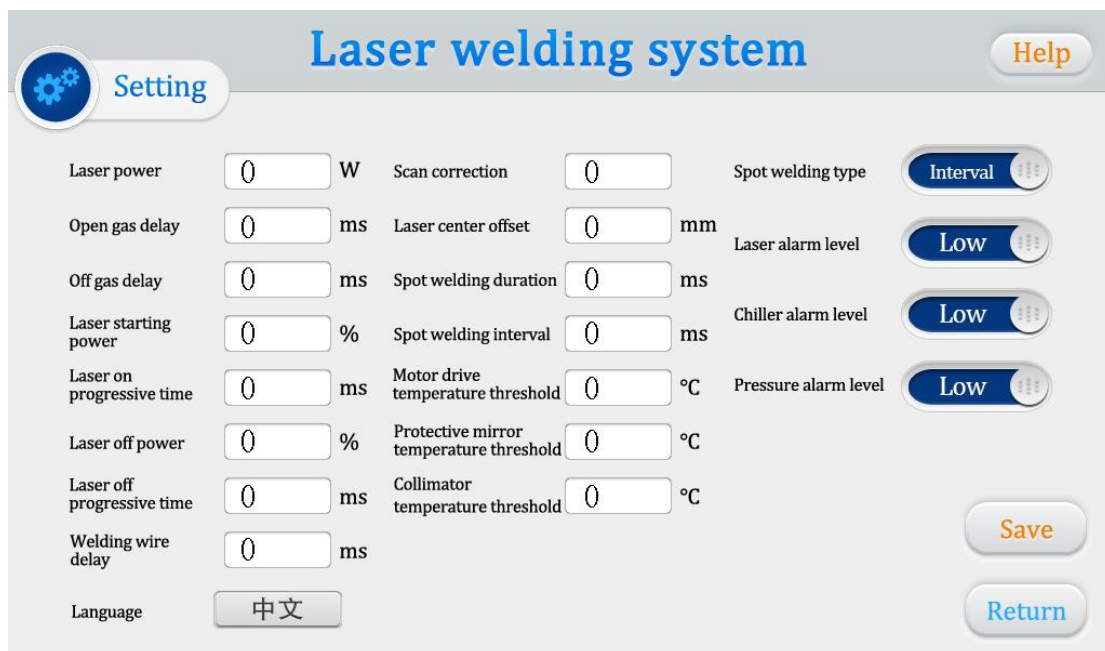 Laser welding system
Help
Setting
Laser power 0 W
Open gas delay 0 ms
Off gas delay 0 ms
Laser starting
power 0 %
Laser on
progressive time 0 ms
Laser off power 0 %
Laser off
progressive time 0 ms
Welding wire
delay 0 ms
Language 中文
Scan correction 0
Laser center offset 0 mm
Spot welding duration 0 ms
Spot welding interval 0 ms
Motor drive
temperature threshold 0 °C
Protective mirror
temperature threshold 0 °C
Collimator
temperature threshold 0 °C
Spot welding type Interval
Laser alarm level Low
Chiller alarm level Low
Pressure alarm level Low
Save
Return